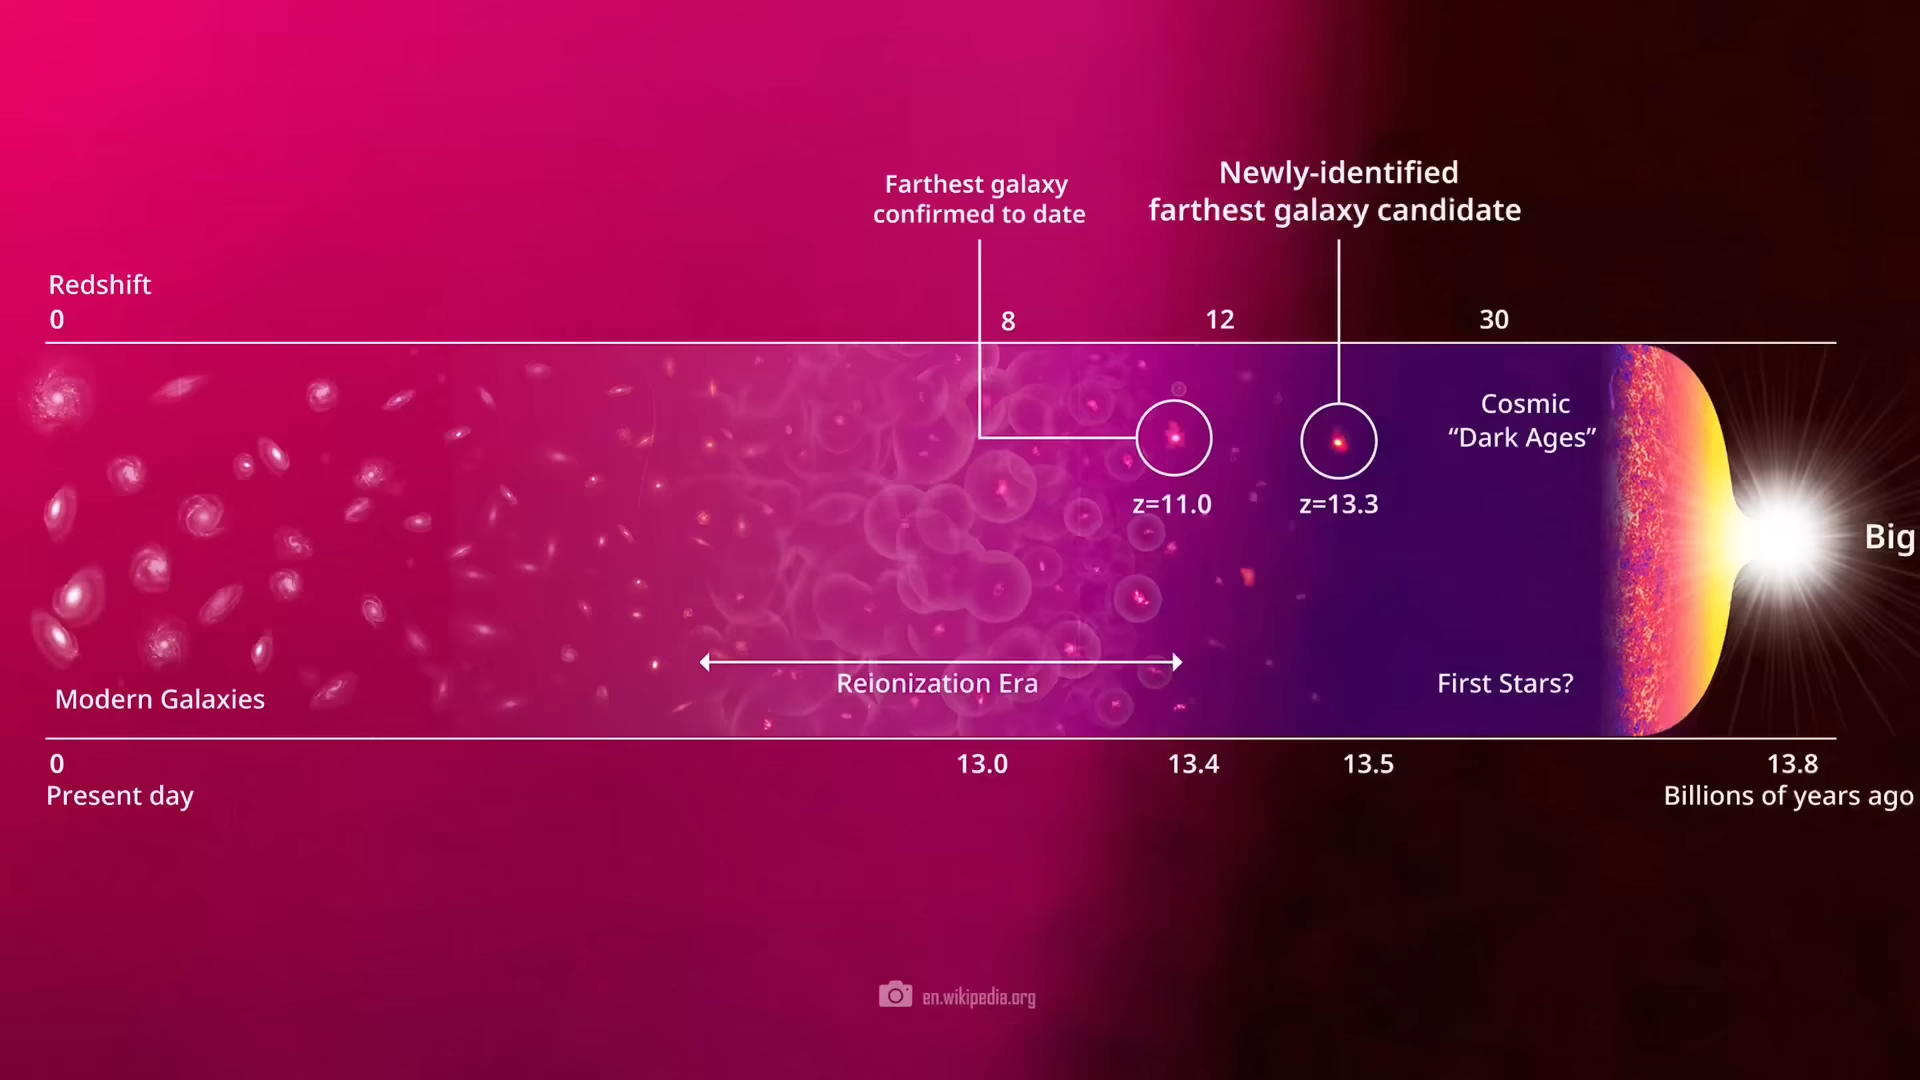 Farthest galaxy
confirmed to date
Newly-identified
farthest galaxy candidate
Redshift
0
8
12
30
Cosmic
“Dark Ages”
z=11.0
z=13.3
Big
Reionization Era
First Stars?
Modern Galaxies
0
13.0
13.4
13.5
13.8
Present day
Billions of years ago
en.wikipedia.org